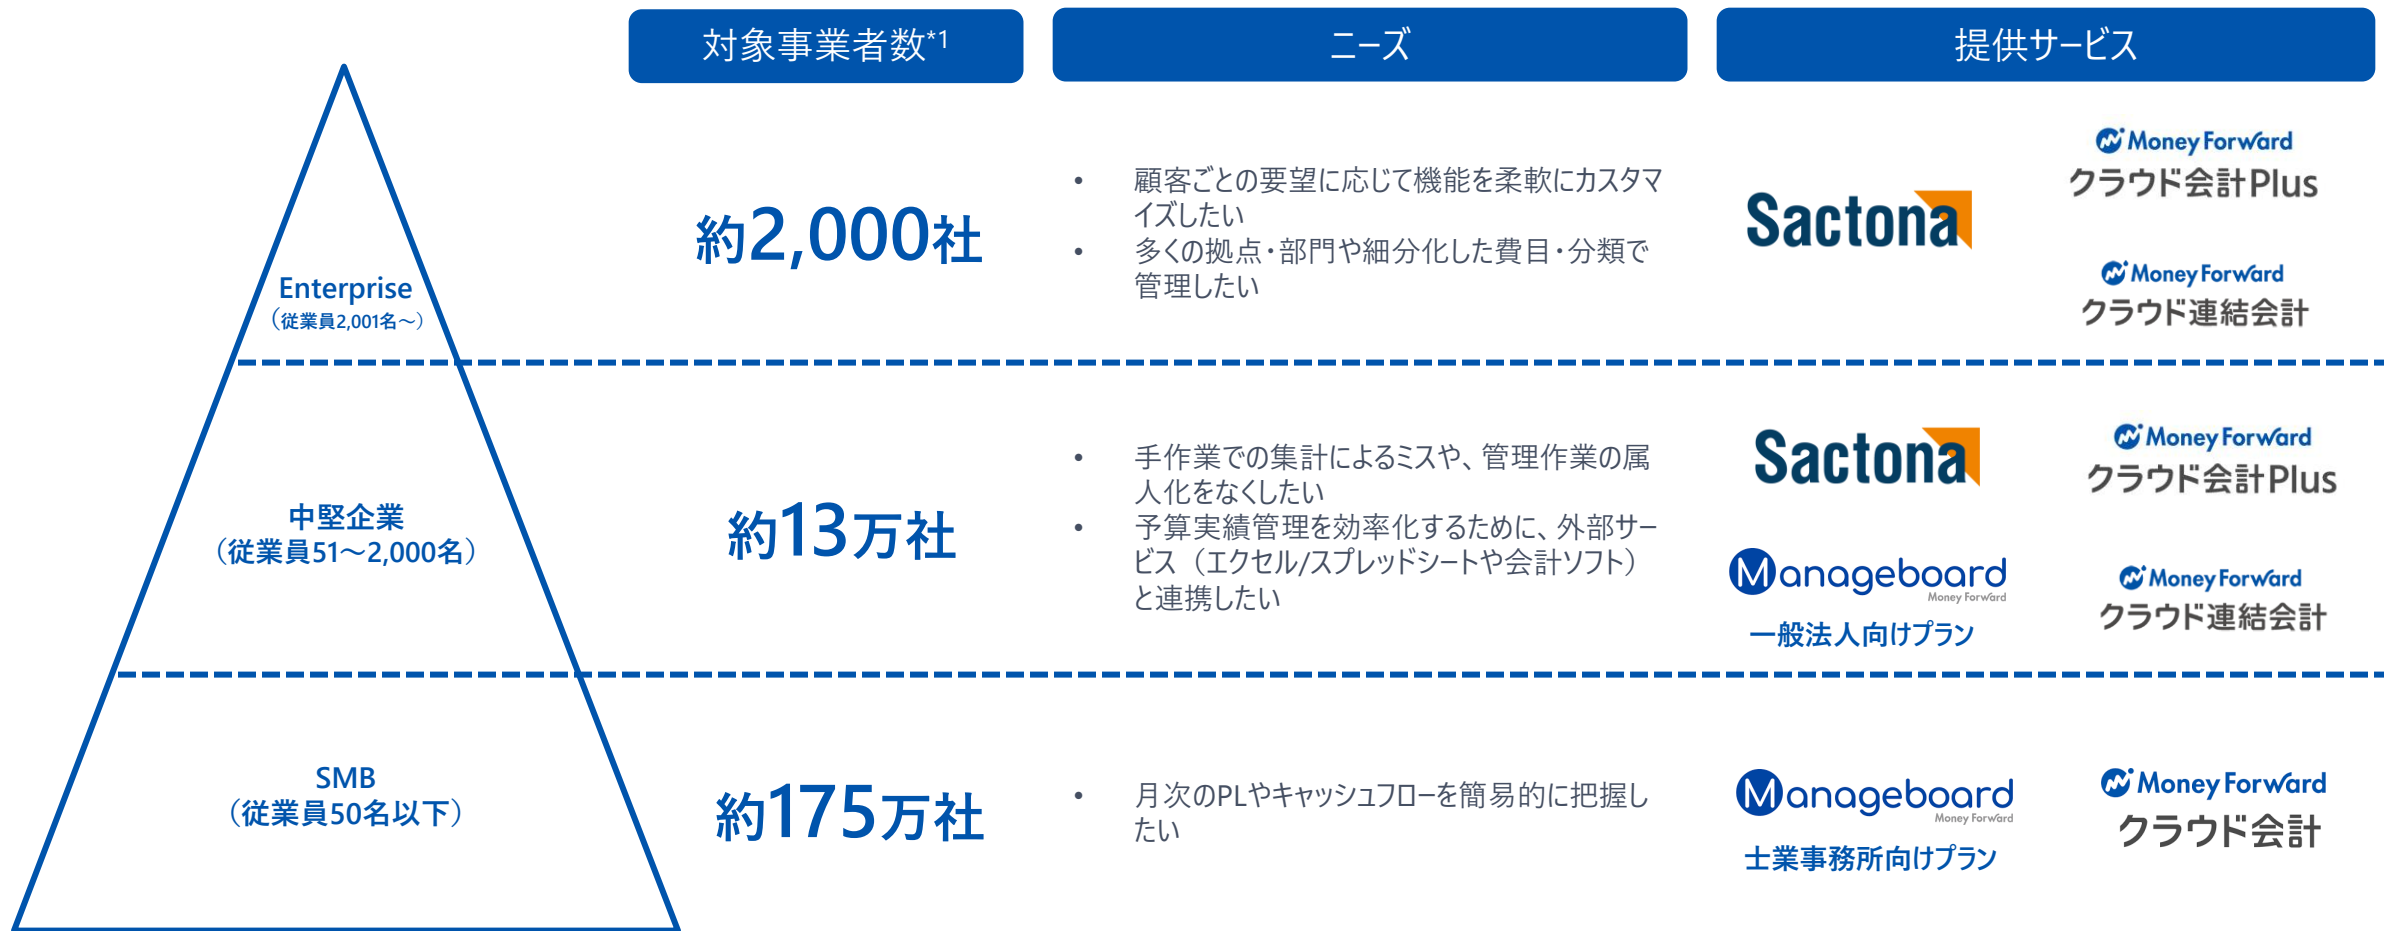 対象事業者数*1
ニーズ
提供サービス
Enterprise
（従業員2,001名～）
約2,000社
• 顧客ごとの要望に応じて機能を柔軟にカスタマ
イズしたい
• 多くの拠点・部門や細分化した費目・分類で
管理したい
Sactona
Money Forward
クラウド会計Plus
Money Forward
クラウド連結会計
中堅企業
（従業員51～2,000名）
約13万社
• 手作業での集計によるミスや、管理作業の属
人化をなくしたい
• 予算実績管理を効率化するために、外部サー
ビス（エクセル/スプレッドシートや会計ソフト）
と連携したい
Sactona
Manageboard
Money Forward
一般法人向けプラン
Money Forward
クラウド会計Plus
Money Forward
クラウド連結会計
SMB
（従業員50名以下）
約175万社
• 月次のPLやキャッシュフローを簡易的に把握し
たい
Manageboard
Money Forward
士業事務所向けプラン
Money Forward
クラウド会計